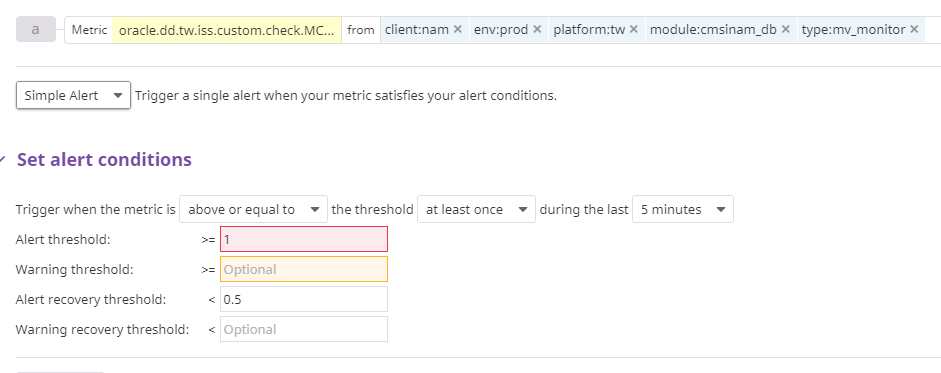 a Metric oracle.dd.tw.iss.custom.check.MC... from client:nam × env:prod × platform:tw × module:cmsinam_db × type:mv_monitor ×
Simple Alert Trigger a single alert when your metric satisfies your alert conditions.
Set alert conditions
Trigger when the metric is above or equal to the threshold at least once during the last 5 minutes
Alert threshold: >= 1
Warning threshold: >= Optional
Alert recovery threshold: < 0.5
Warning recovery threshold: < Optional